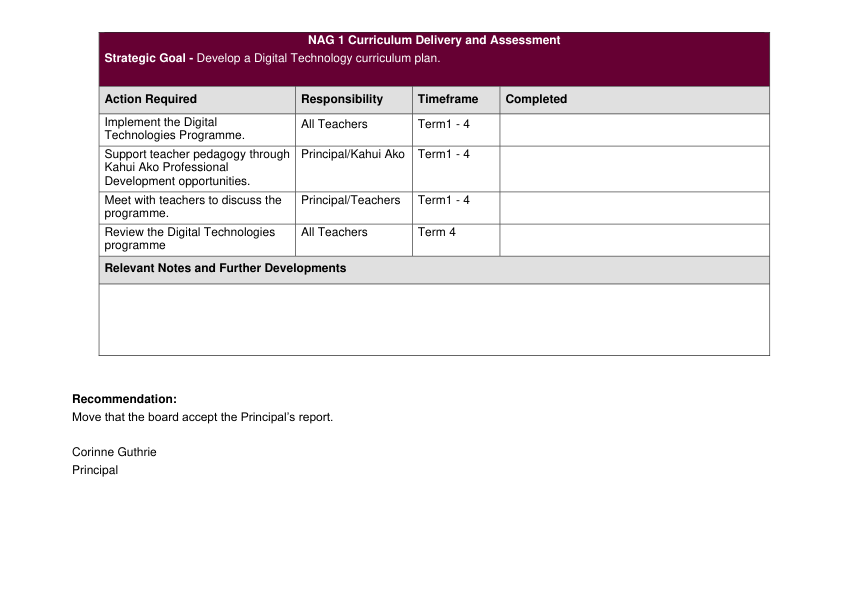 NAG 1 Curriculum Delivery and Assessment
Strategic Goal - Develop a Digital Technology curriculum plan.
Action Required Responsibility Timeframe Completed
Implement the Digital
Technologies Programme.
All Teachers
Term1 - 4
Support teacher pedagogy through
Kahui Ako Professional
Development opportunities.
Principal/Kahui Ako
Term1 - 4
Meet with teachers to discuss the
programme.
Principal/Teachers
Term1 - 4
Review the Digital Technologies
programme
All Teachers
Term 4
Relevant Notes and Further Developments
Recommendation:
Move that the board accept the Principal’s report.
Corinne Guthrie
Principal